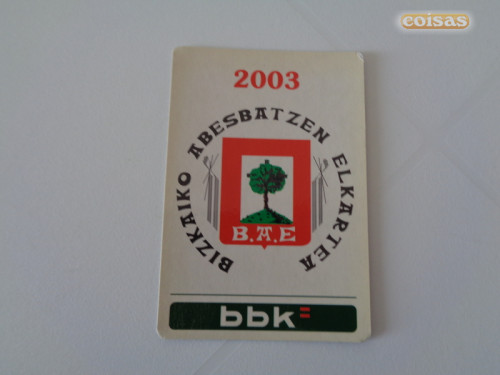 coisas
2003
BIZKAIKO ABESBATZEN ELKARTEA
B.A.E
bbk=